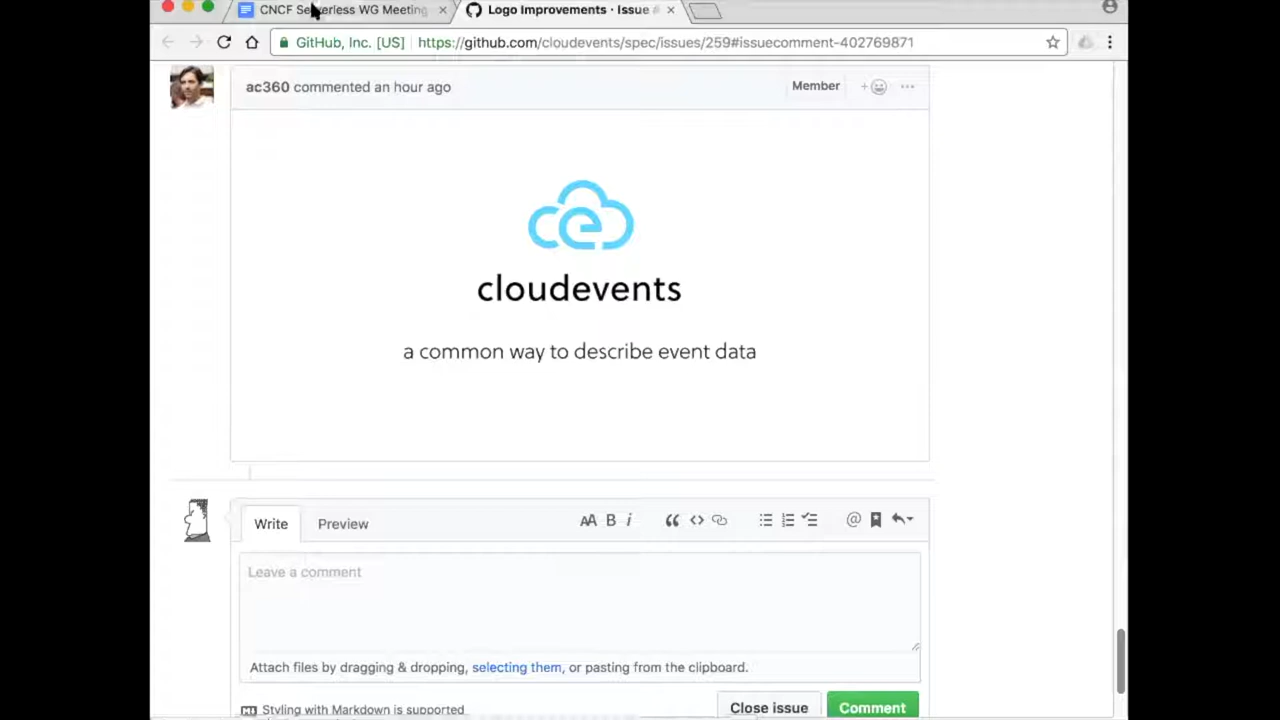 CNCF Serverless WG Meeting
Logo Improvements · Issue #
GitHub, Inc. [US]
https://github.com/cloudevents/spec/issues/259#issuecomment-402769871
ac360 commented an hour ago
Member
cloudevents
a common way to describe event data
Write
Preview
AA B i
Leave a comment
Attach files by dragging & dropping, selecting them, or pasting from the clipboard.
Styling with Markdown is supported
Close issue
Comment